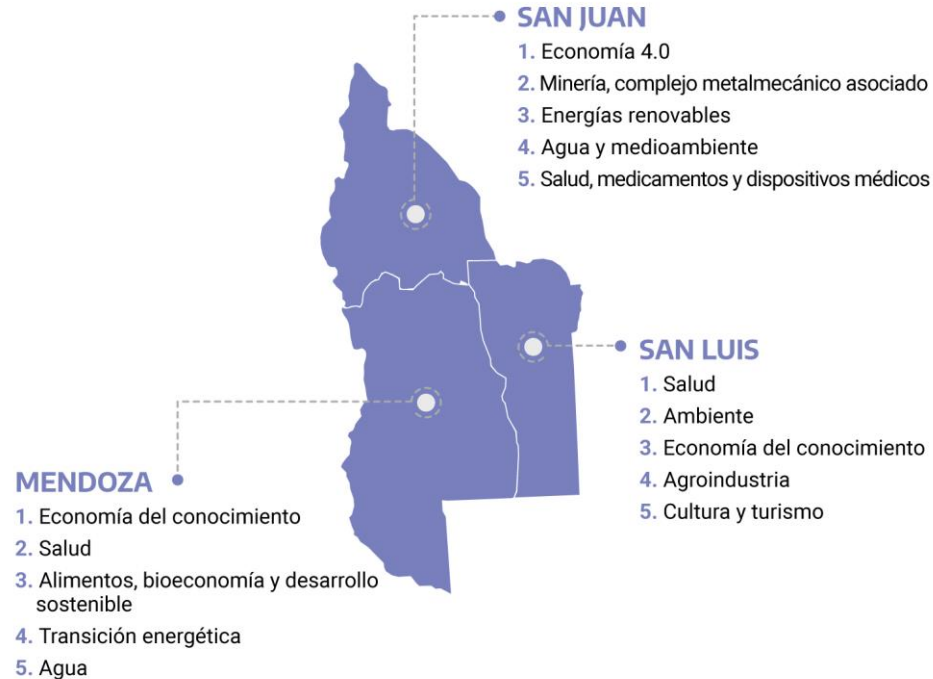 SAN JUAN
1. Economía 4.0
2. Minería, complejo metalmecánico asociado
3. Energías renovables
4. Agua y medioambiente
5. Salud, medicamentos y dispositivos médicos
SAN LUIS
1. Salud
2. Ambiente
3. Economía del conocimiento
4. Agroindustria
5. Cultura y turismo
MENDOZA
1. Economía del conocimiento
2. Salud
3. Alimentos, bioeconomía y desarrollo
sostenible
4. Transición energética
5. Agua